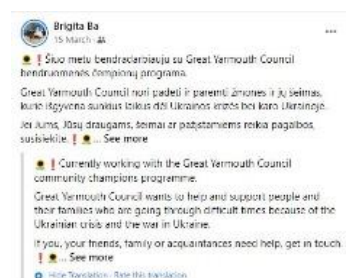 Brigita Ba
15 March ·
Šiuo metu bendradarbiauju su Great Yarmouth Council
bendruomenės čempionų programa.
Great Yarmouth Council nori padėti ir paremti žmones ir jų šeimas,
kurie išgyvena sunkius laikus dėl Ukrainos krizės bei karo Ukrainoje.
Jei Jums, Jūsų draugams, šeimai ar pažįstamiems reikia pagalbos,
susisiekite. ... See more
Currently working with the Great Yarmouth Council
community champions programme.
Great Yarmouth Council wants to help and support people and
their families who are going through difficult times because of the
Ukrainian crisis and the war in Ukraine.
If you, your friends, family or acquaintances need help, get in touch.
... See more
Hide Translation · Rate this translation